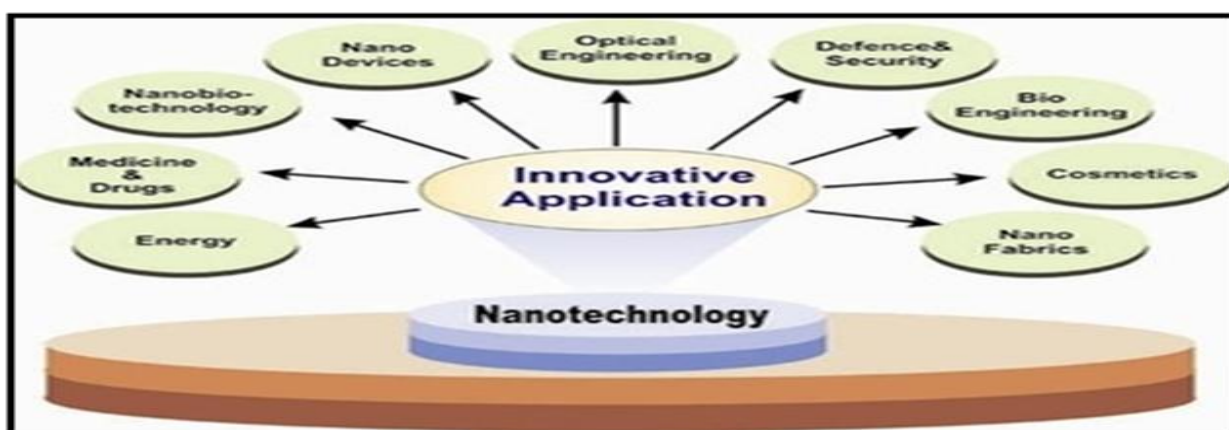 Nano
Devices
Optical
Engineering
Defence&
Security
Nanobio-
technology
Bio
Engineering
Medicine
&
Drugs
Innovative
Application
Cosmetics
Energy
Nano
Fabrics
Nanotechnology